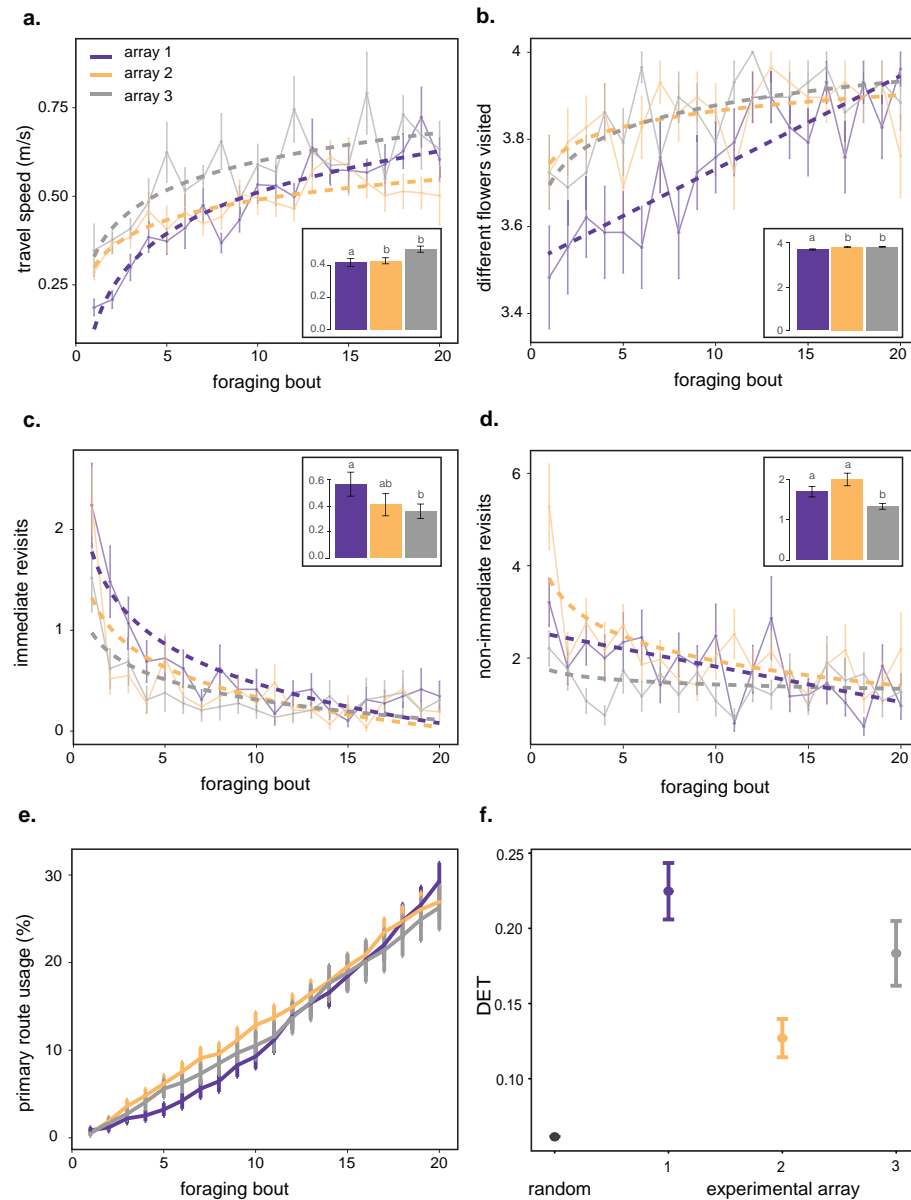 a.
travel speed (m/s)
0.75
0.50
0.25
array 1
array 2
array 3
a b b
0.4
0.2
0.0
0 5 10 15 20
foraging bout
b.
different flowers visited
4
3.8
3.6
3.4
a b b
4
2
0
0 5 10 15 20
foraging bout
c.
immediate revisits
2
1
0
a ab b
0.6
0.4
0.2
0.0
0 5 10 15 20
foraging bout
d.
non-immediate revisits
6
4
2
a a b
2
1
0
0 5 10 15 20
foraging bout
e.
primary route usage (%)
30
20
10
0
0 5 10 15 20
foraging bout
f.
DET
0.25
0.20
0.15
0.10
1 2 3
random experimental array